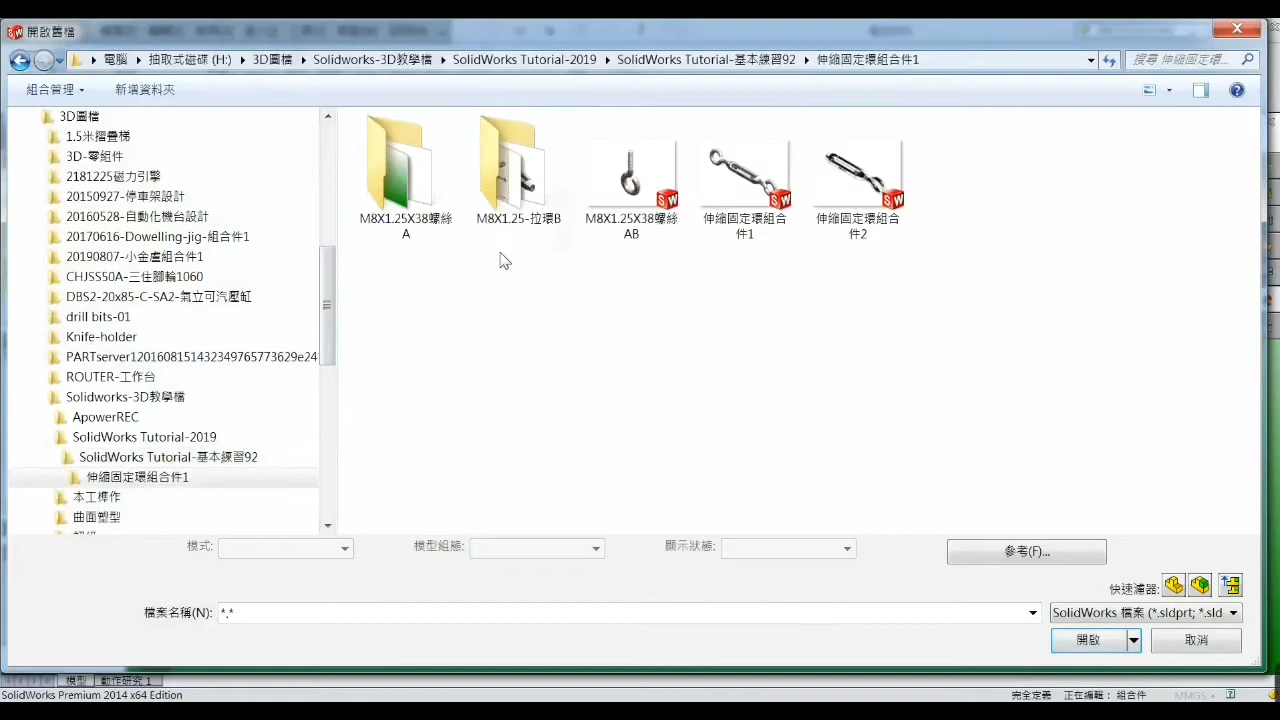 開啟舊檔
電腦 ▸ 抽取式磁碟 (H:) ▸ 3D圖檔 ▸ Solidworks-3D教學檔 ▸ SolidWorks Tutorial-2019 ▸ SolidWorks Tutorial-基本練習92 ▸ 伸缩固定環組合件1
搜尋 伸缩固定環...
組合管理 新增資料夾
3D圖檔
1.5米摺疊梯
3D-零組件
2181225磁力引擎
20150927-停車架設計
20160528-自動化機台設計
20170616-Dowelling-jig-組合件1
20190807-小金盧組合件1
CHJSS50A-三住腳輪1060
DBS2-20x85-C-SA2-氣立可汽壓缸
drill bits-01
Knife-holder
ROUTER-工作台
Solidworks-3D教學檔
ApowerREC
SolidWorks Tutorial-2019
SolidWorks Tutorial-基本練習92
伸缩固定環組合件1
本工榫作
曲面塑型
M8X1.25X38螺絲
A
M8X1.25-拉環B
M8X1.25X38螺絲
AB
伸缩固定環組合
件1
伸缩固定環組合
件2
模式:
模型組態:
顯示狀態:
參考(F)...
快速濾器:
檔案名稱(N): *.*
SolidWorks 檔案 (*.sldprt; *.sld
開啟
取消
模型 動作研究 1
SolidWorks Premium 2014 x64 Edition
完全定義 正在編輯: 組合件 MMGS